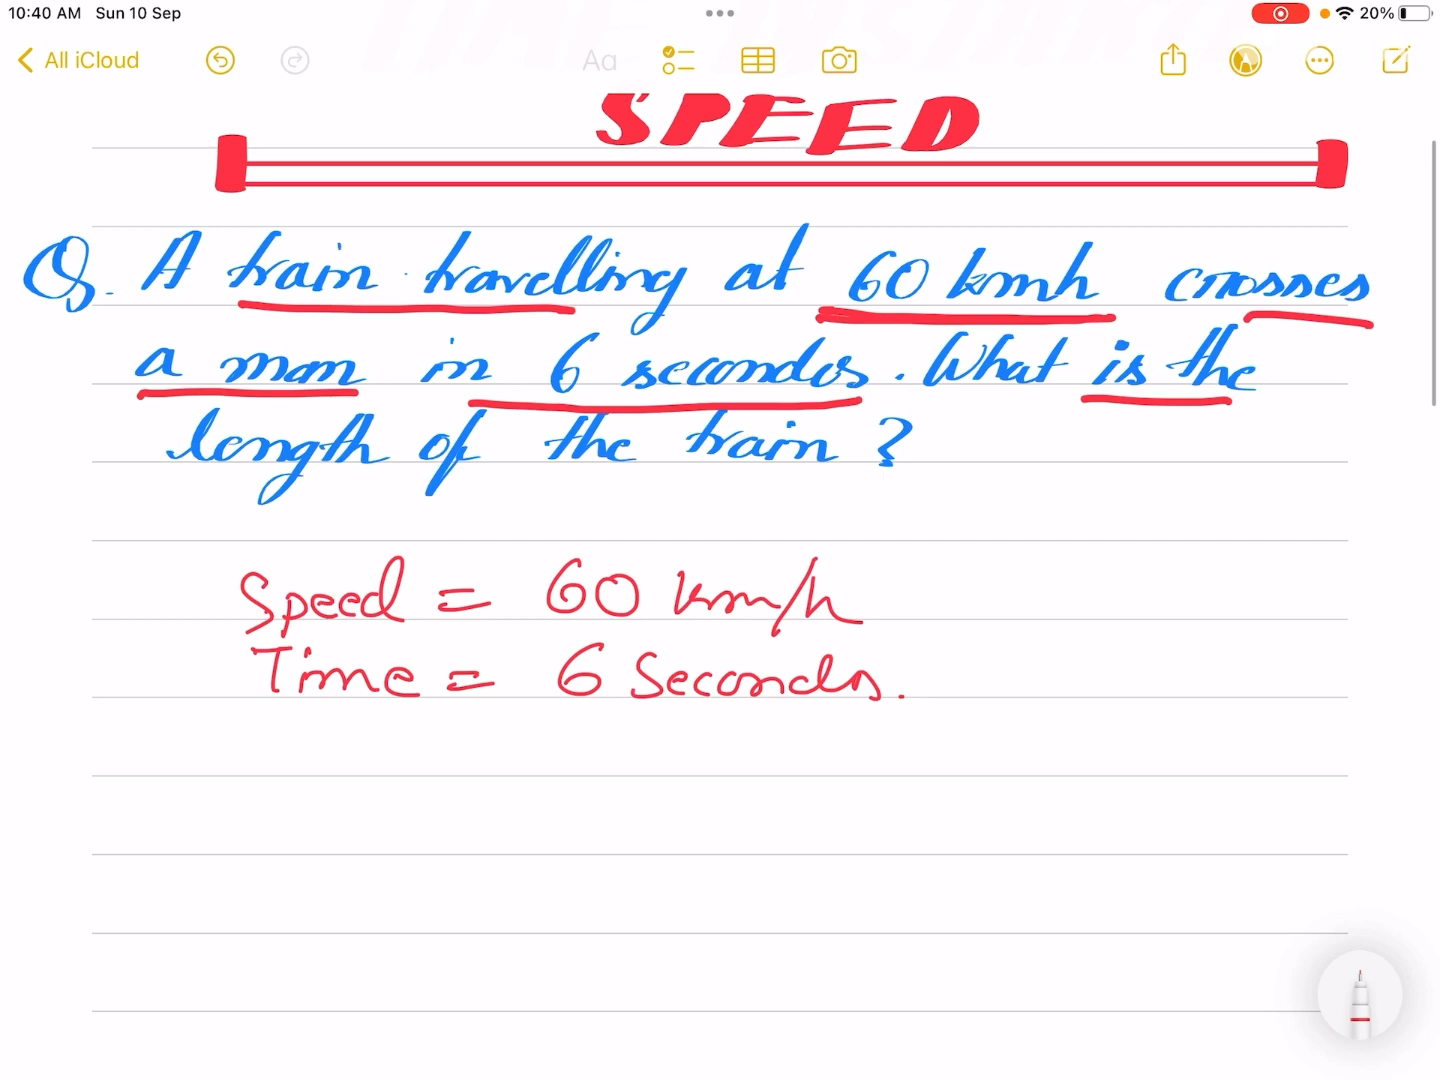 10:40 AM Sun 10 Sep
20%
All iCloud
Aa
SPEED
Q. A train travelling at 60 kmh crosses
a man in 6 seconds. What is the
length of the train ?
Speed = 60 km/h
Time = 6 Seconds.